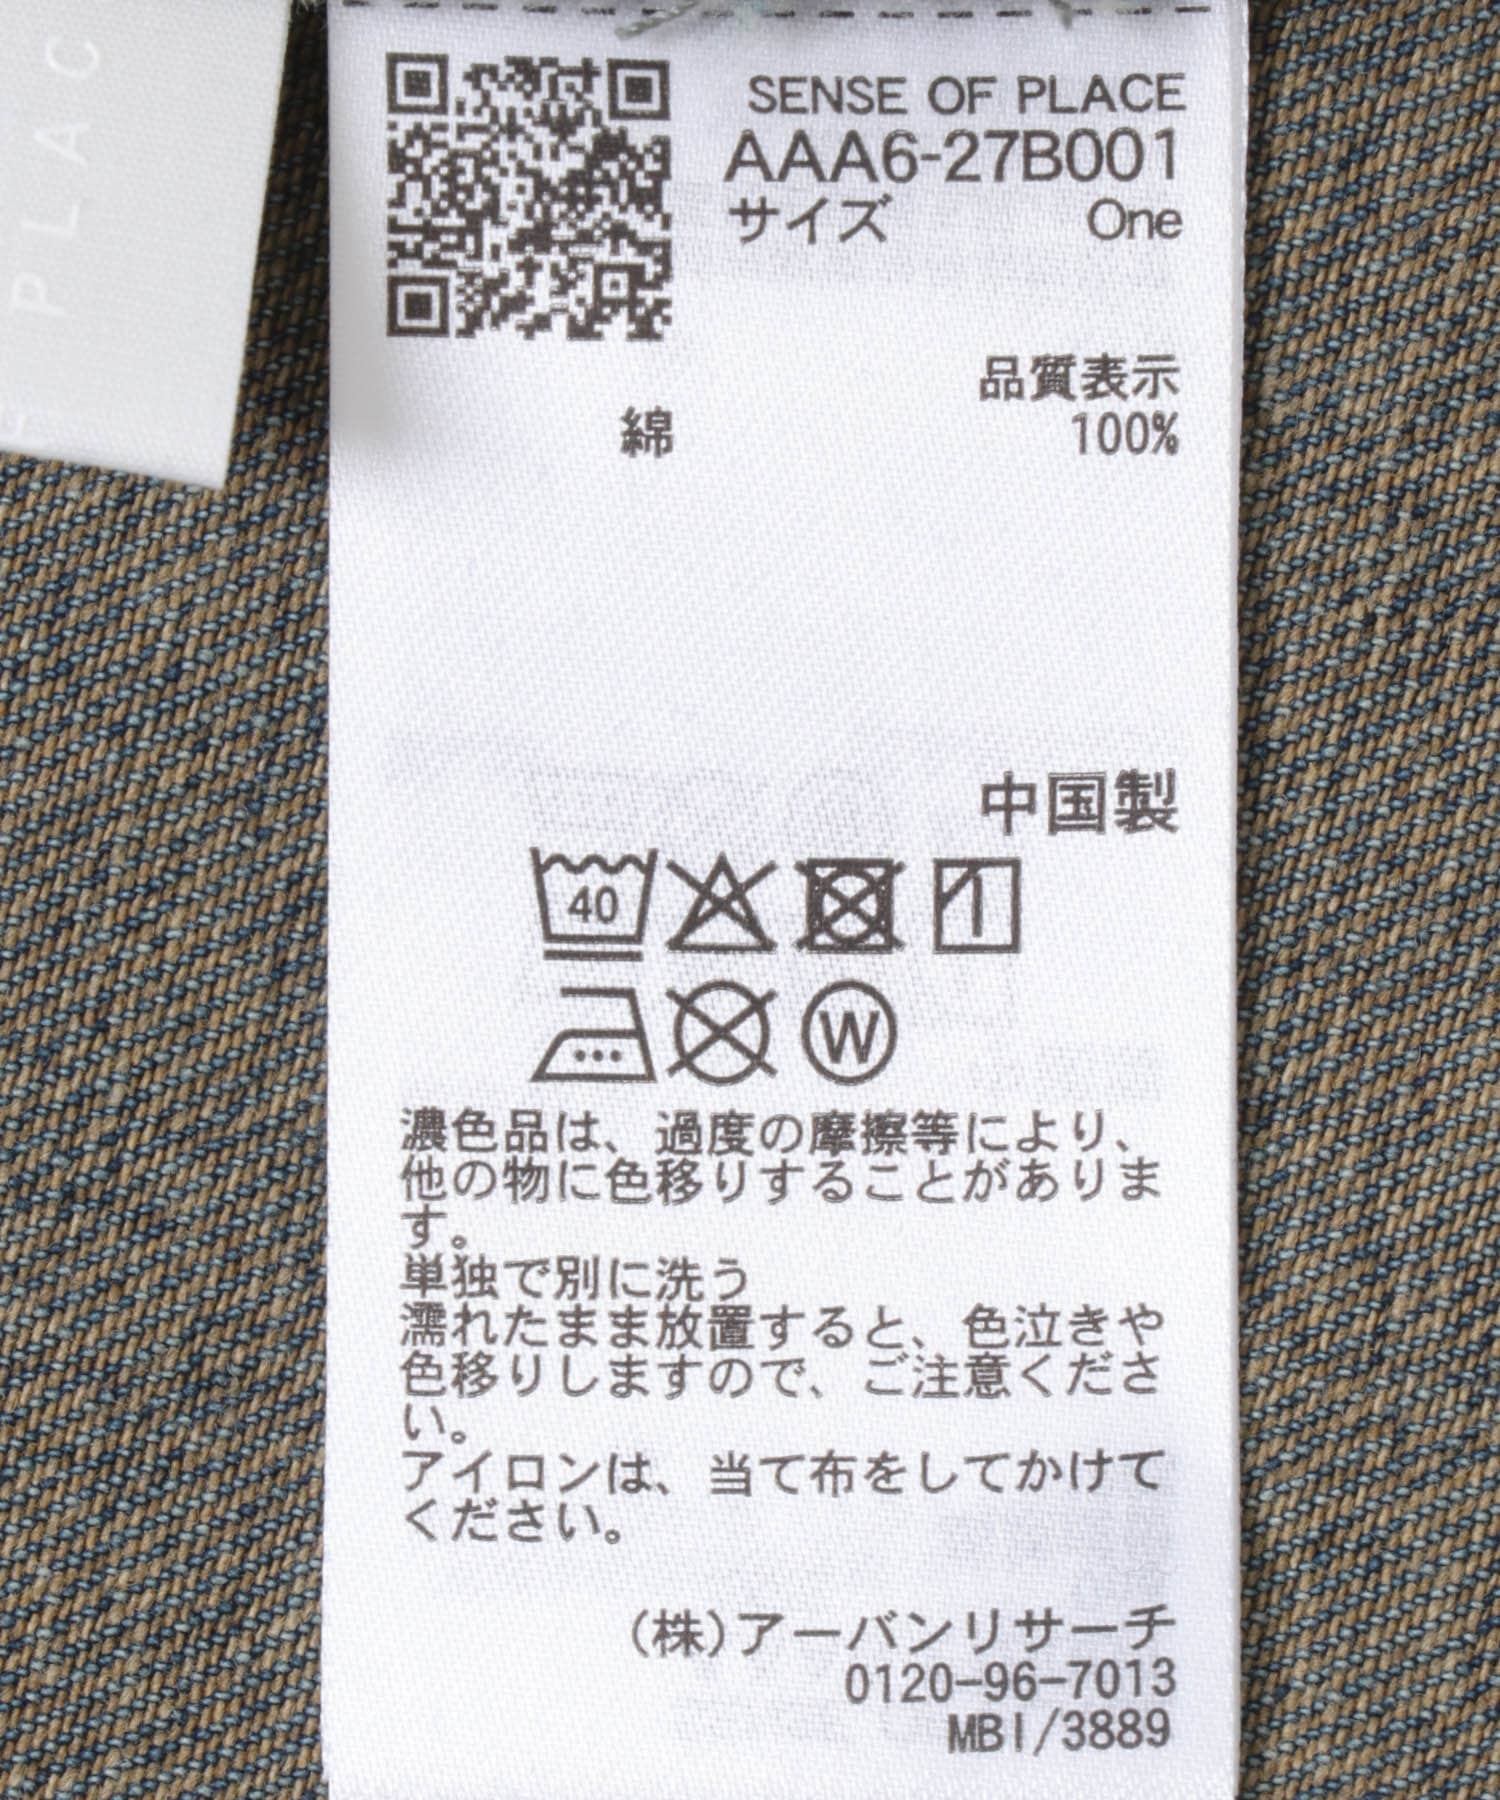 PLAC
SENSE OF PLACE
AAA6-27B001
サイズ One
品質表示
綿 100%
中国製
40
W
濃色品は、過度の摩擦等により、
他の物に色移りすることがありま
す。
単独で別に洗う
濡れたまま放置すると、色泣きや
色移りしますので、ご注意くださ
い。
アイロンは、当て布をしてかけて
ください。
(株)アーバンリサーチ
0120-96-7013
MBI/3889